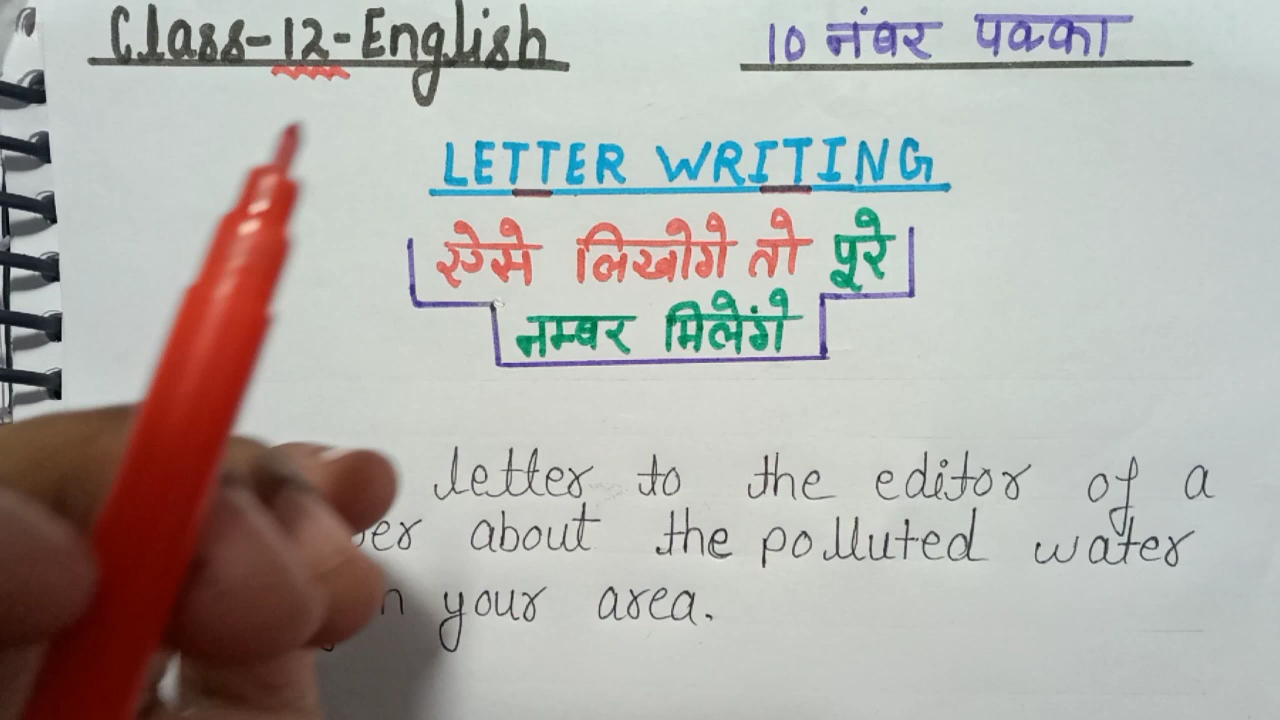 Class-12-English
10 नंबर पक्का
LETTER WRITING
ऐसे लिखोगे तो पूरे
नम्बर मिलेंगे
letter to the editor of a
about the polluted water
your area.